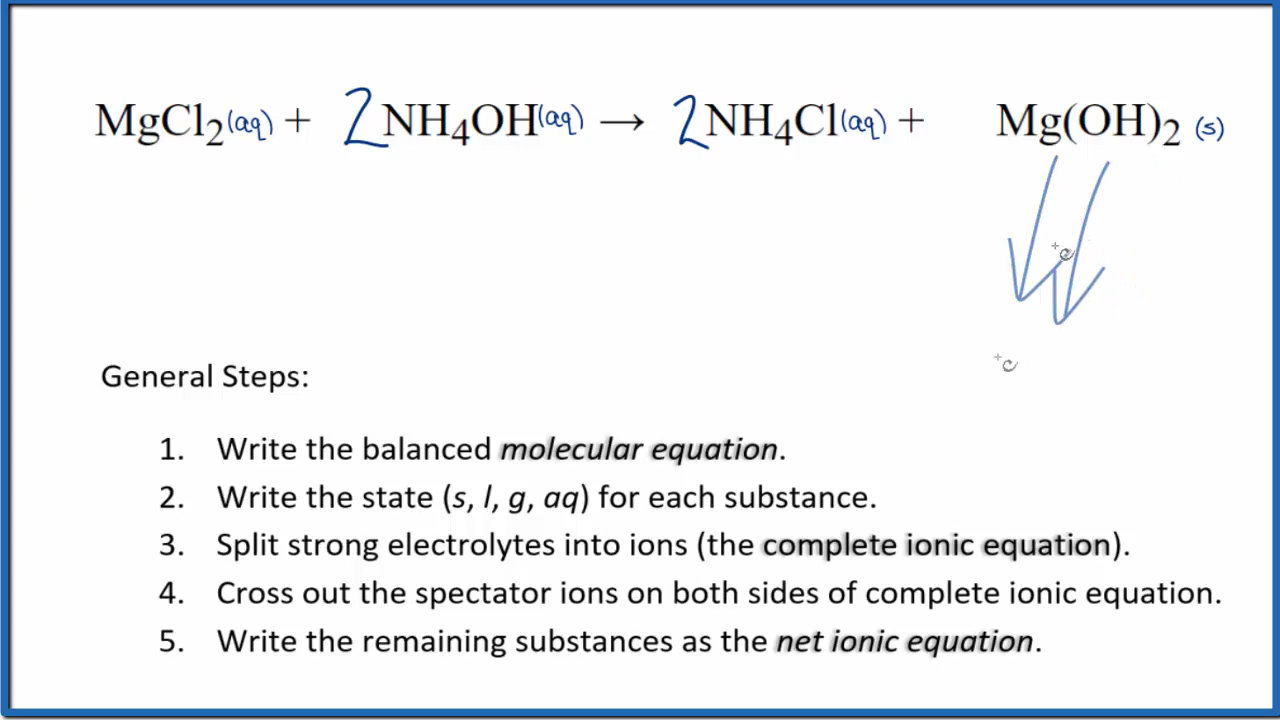 MgCl₂(aq) + 2NH₄OH(aq) → 2NH₄Cl(aq) + Mg(OH)₂ (s)
General Steps:
1. Write the balanced molecular equation.
2. Write the state (s, l, g, aq) for each substance.
3. Split strong electrolytes into ions (the complete ionic equation).
4. Cross out the spectator ions on both sides of complete ionic equation.
5. Write the remaining substances as the net ionic equation.